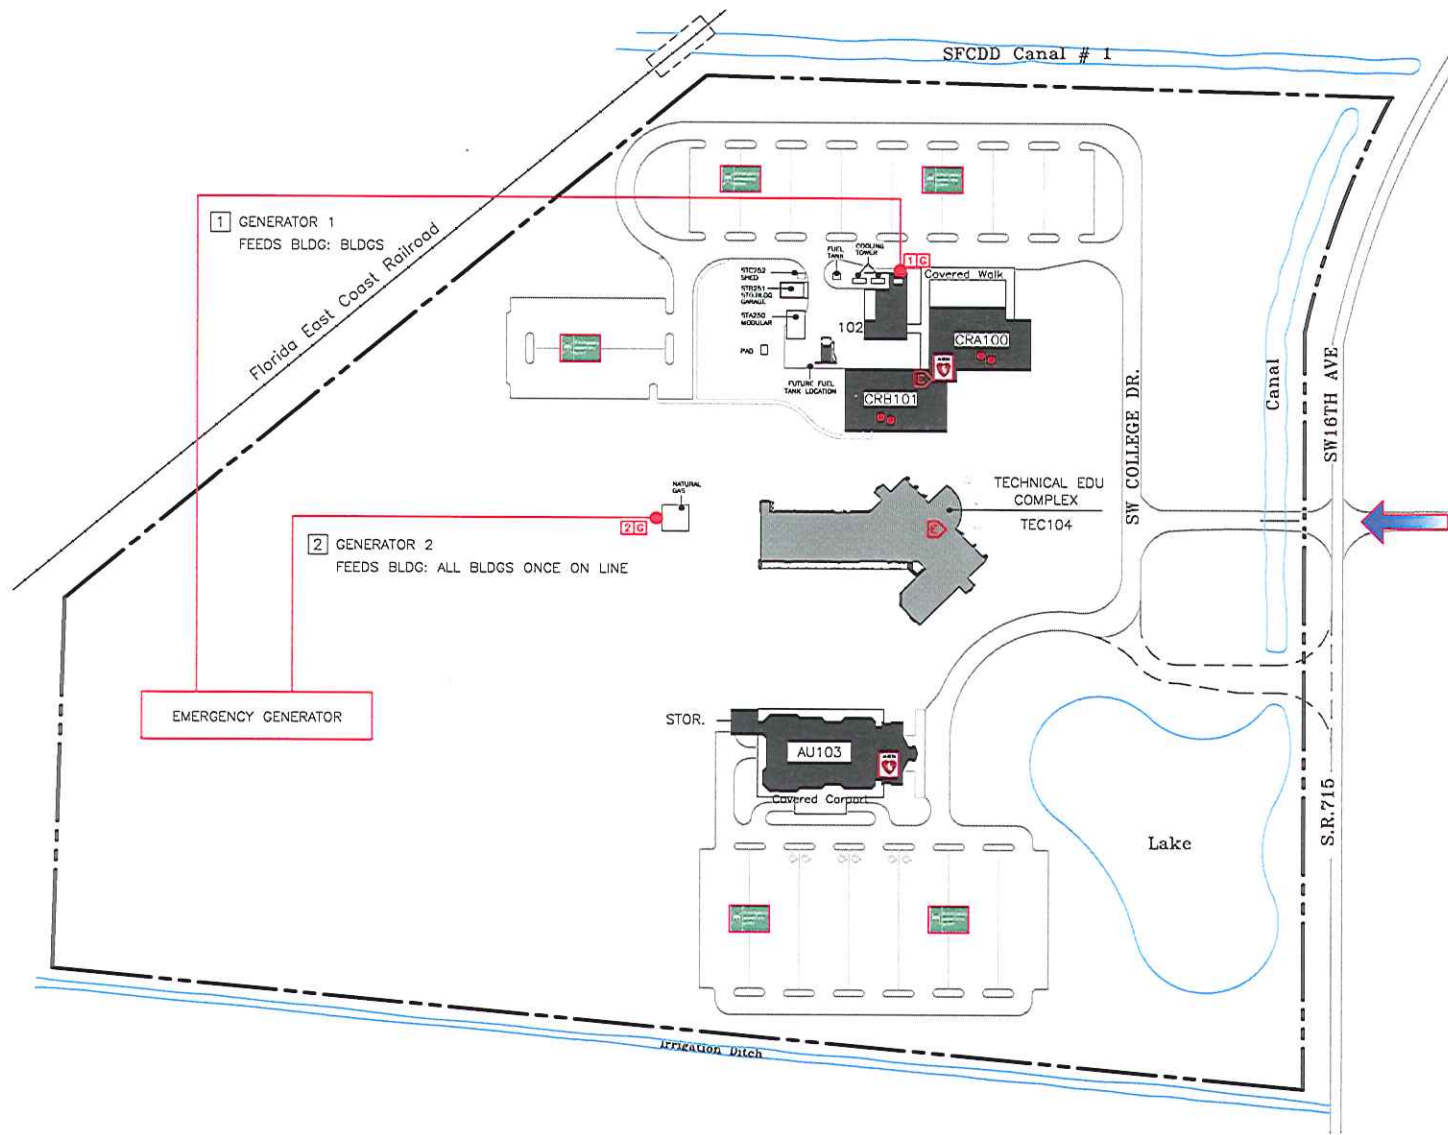 SFCDD Canal # 1
1 GENERATOR 1
FEEDS BLDG: BLDGS
Florida East Coast Railroad
FUEL
TANK
COOLING
TOWER
1 G
Covered Walk
STC252
SHED
STB251
STO.BLDG
GARAGE
STA250
MODULAR
PAD
102
CRA100
FUTURE FUEL
TANK LOCATION
CRB101
E
SW COLLEGE DR.
Canal
SW16TH AVE
NATURAL
GAS
2 G
TECHNICAL EDU
COMPLEX
TEC104
E
2 GENERATOR 2
FEEDS BLDG: ALL BLDGS ONCE ON LINE
EMERGENCY GENERATOR
STOR.
AU103
Covered Carport
Lake
S.R.715
Irrigation Ditch